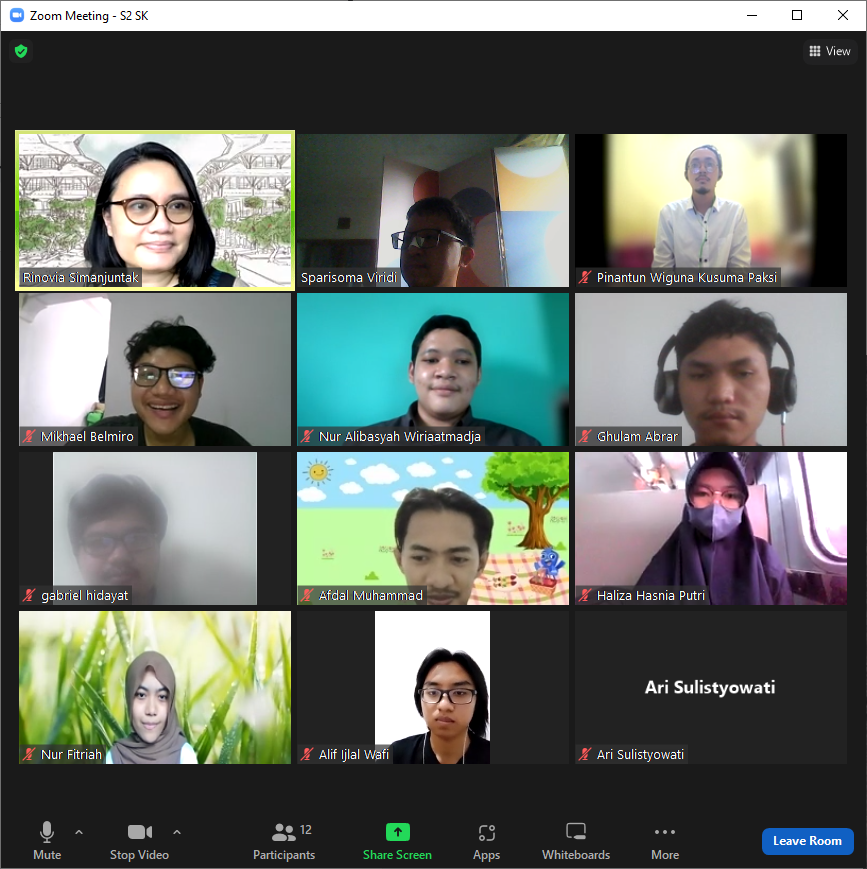 Zoom Meeting - S2 SK
View
Rinovia Simanjuntak
Sparisoma Viridi
Pinantun Wiguna Kusuma Paksi
Mikhael Belmiro
Nur Alibasyah Wiriaatmadja
Ghulam Abrar
gabriel hidayat
Afdal Muhammad
Haliza Hasnia Putri
Nur Fitriah
Alif Ijlal Wafi
Ari Sulistyowati
Ari Sulistyowati
12
Mute
Stop Video
Participants
Share Screen
Apps
Whiteboards
More
Leave Room